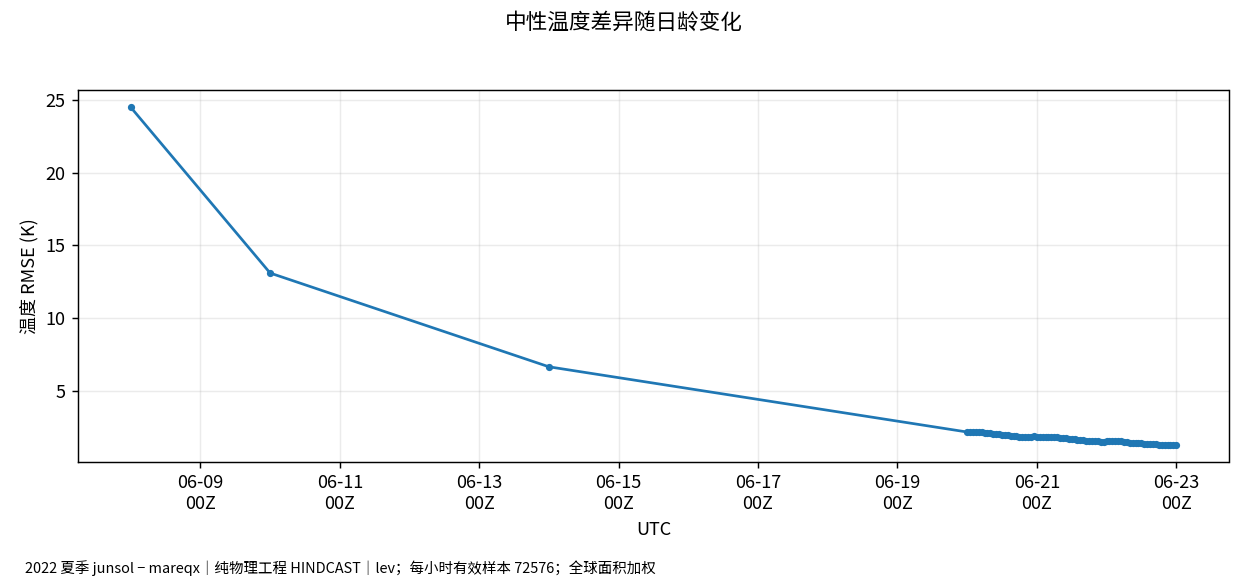 中性温度差异随日龄变化
25
20
15
10
5
温度 RMSE (K)
06-09 06-11 06-13 06-15 06-17 06-19 06-21 06-23
00Z 00Z 00Z 00Z 00Z 00Z 00Z 00Z
UTC
2022 夏季 junsol − mareqx｜纯物理工程 HINDCAST｜lev；每小时有效样本 72576；全球面积加权